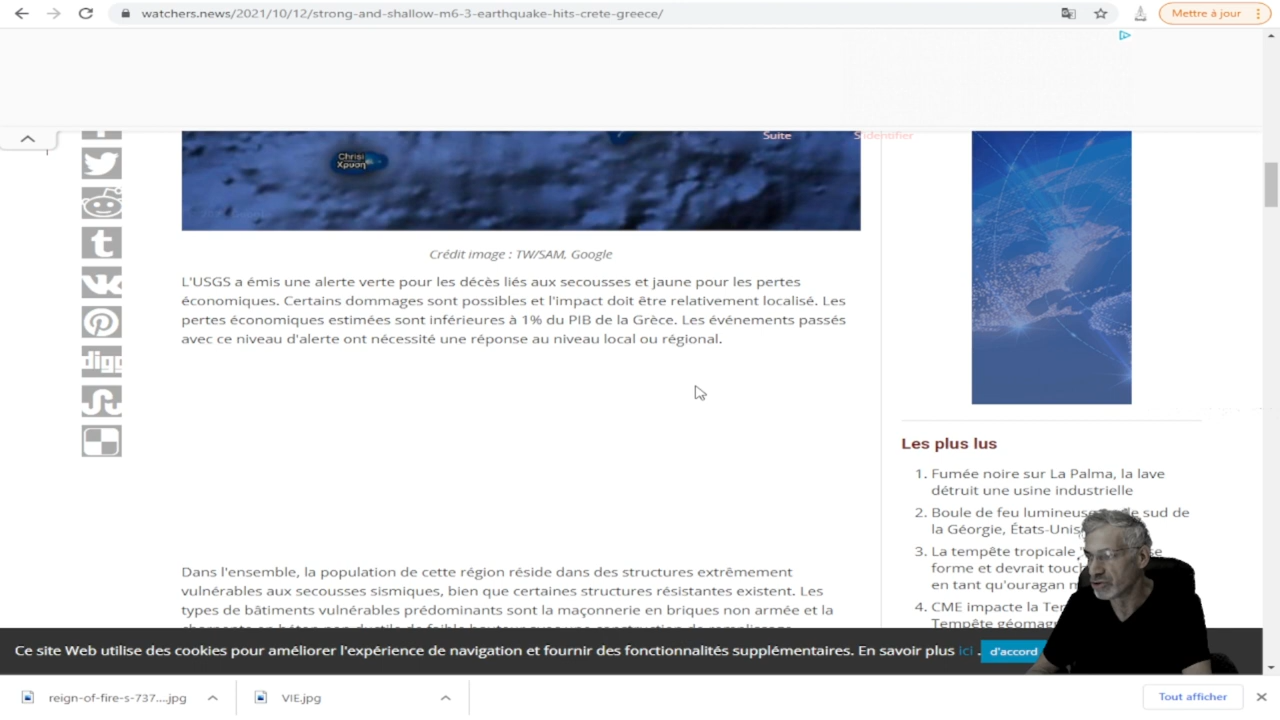 watchers.news/2021/10/12/strong-and-shallow-m6-3-earthquake-hits-crete-greece/
Mettre à jour
Suite
S'identifier
Chrisi
Χρυσή
digg
Crédit image : TW/SAM, Google
L'USGS a émis une alerte verte pour les décès liés aux secousses et jaune pour les pertes
économiques. Certains dommages sont possibles et l'impact doit être relativement localisé. Les
pertes économiques estimées sont inférieures à 1% du PIB de la Grèce. Les événements passés
avec ce niveau d'alerte ont nécessité une réponse au niveau local ou régional.
Dans l'ensemble, la population de cette région réside dans des structures extrêmement
vulnérables aux secousses sismiques, bien que certaines structures résistantes existent. Les
types de bâtiments vulnérables prédominants sont la maçonnerie en briques non armée et la
Les plus lus
1. Fumée noire sur La Palma, la lave
détruit une usine industrielle
2. Boule de feu lumineuse le sud de
la Géorgie, États-Unis
3. La tempête tropicale se
forme et devrait
en tant qu'ouragan
4. CME impacte la
Tempête
Ce site Web utilise des cookies pour améliorer l'expérience de navigation et fournir des fonctionnalités supplémentaires. En savoir plus ici .
d'accord
reign-of-fire-s-737....jpg
VIE.jpg
Tout afficher